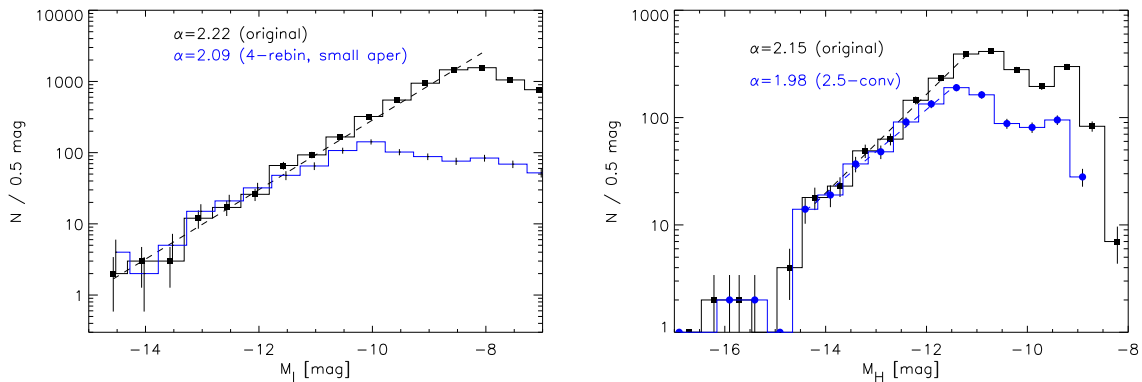 α=2.22 (original)
α=2.09 (4-rebin, small aper)
10000
1000
100
10
1
N / 0.5 mag
-14 -12 -10 -8
M_I [mag]
α=2.15 (original)
α=1.98 (2.5-conv)
1000
100
10
1
N / 0.5 mag
-16 -14 -12 -10 -8
M_H [mag]